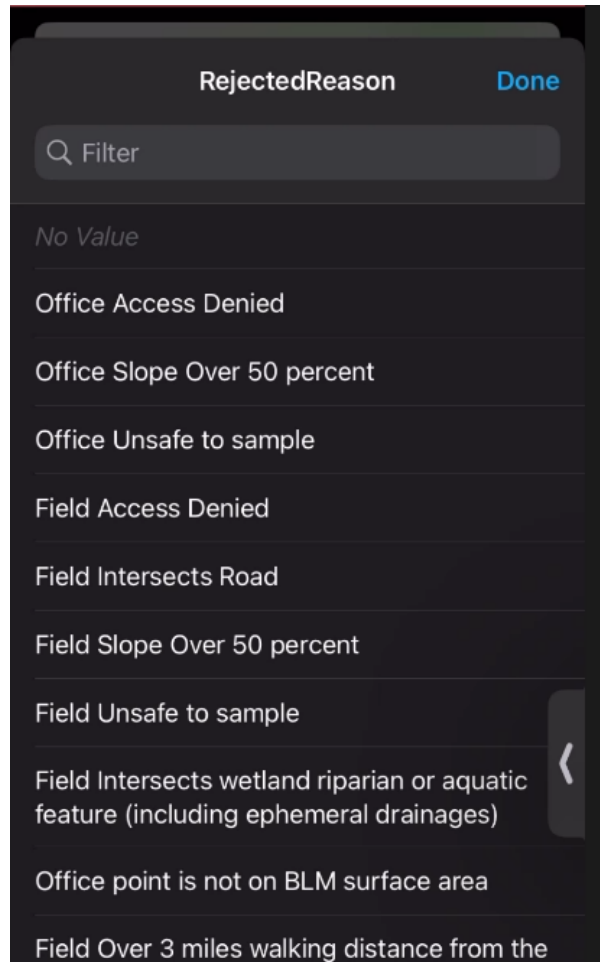 RejectedReason Done
Filter
No Value
Office Access Denied
Office Slope Over 50 percent
Office Unsafe to sample
Field Access Denied
Field Intersects Road
Field Slope Over 50 percent
Field Unsafe to sample
Field Intersects wetland riparian or aquatic
feature (including ephemeral drainages)
Office point is not on BLM surface area
Field Over 3 miles walking distance from the